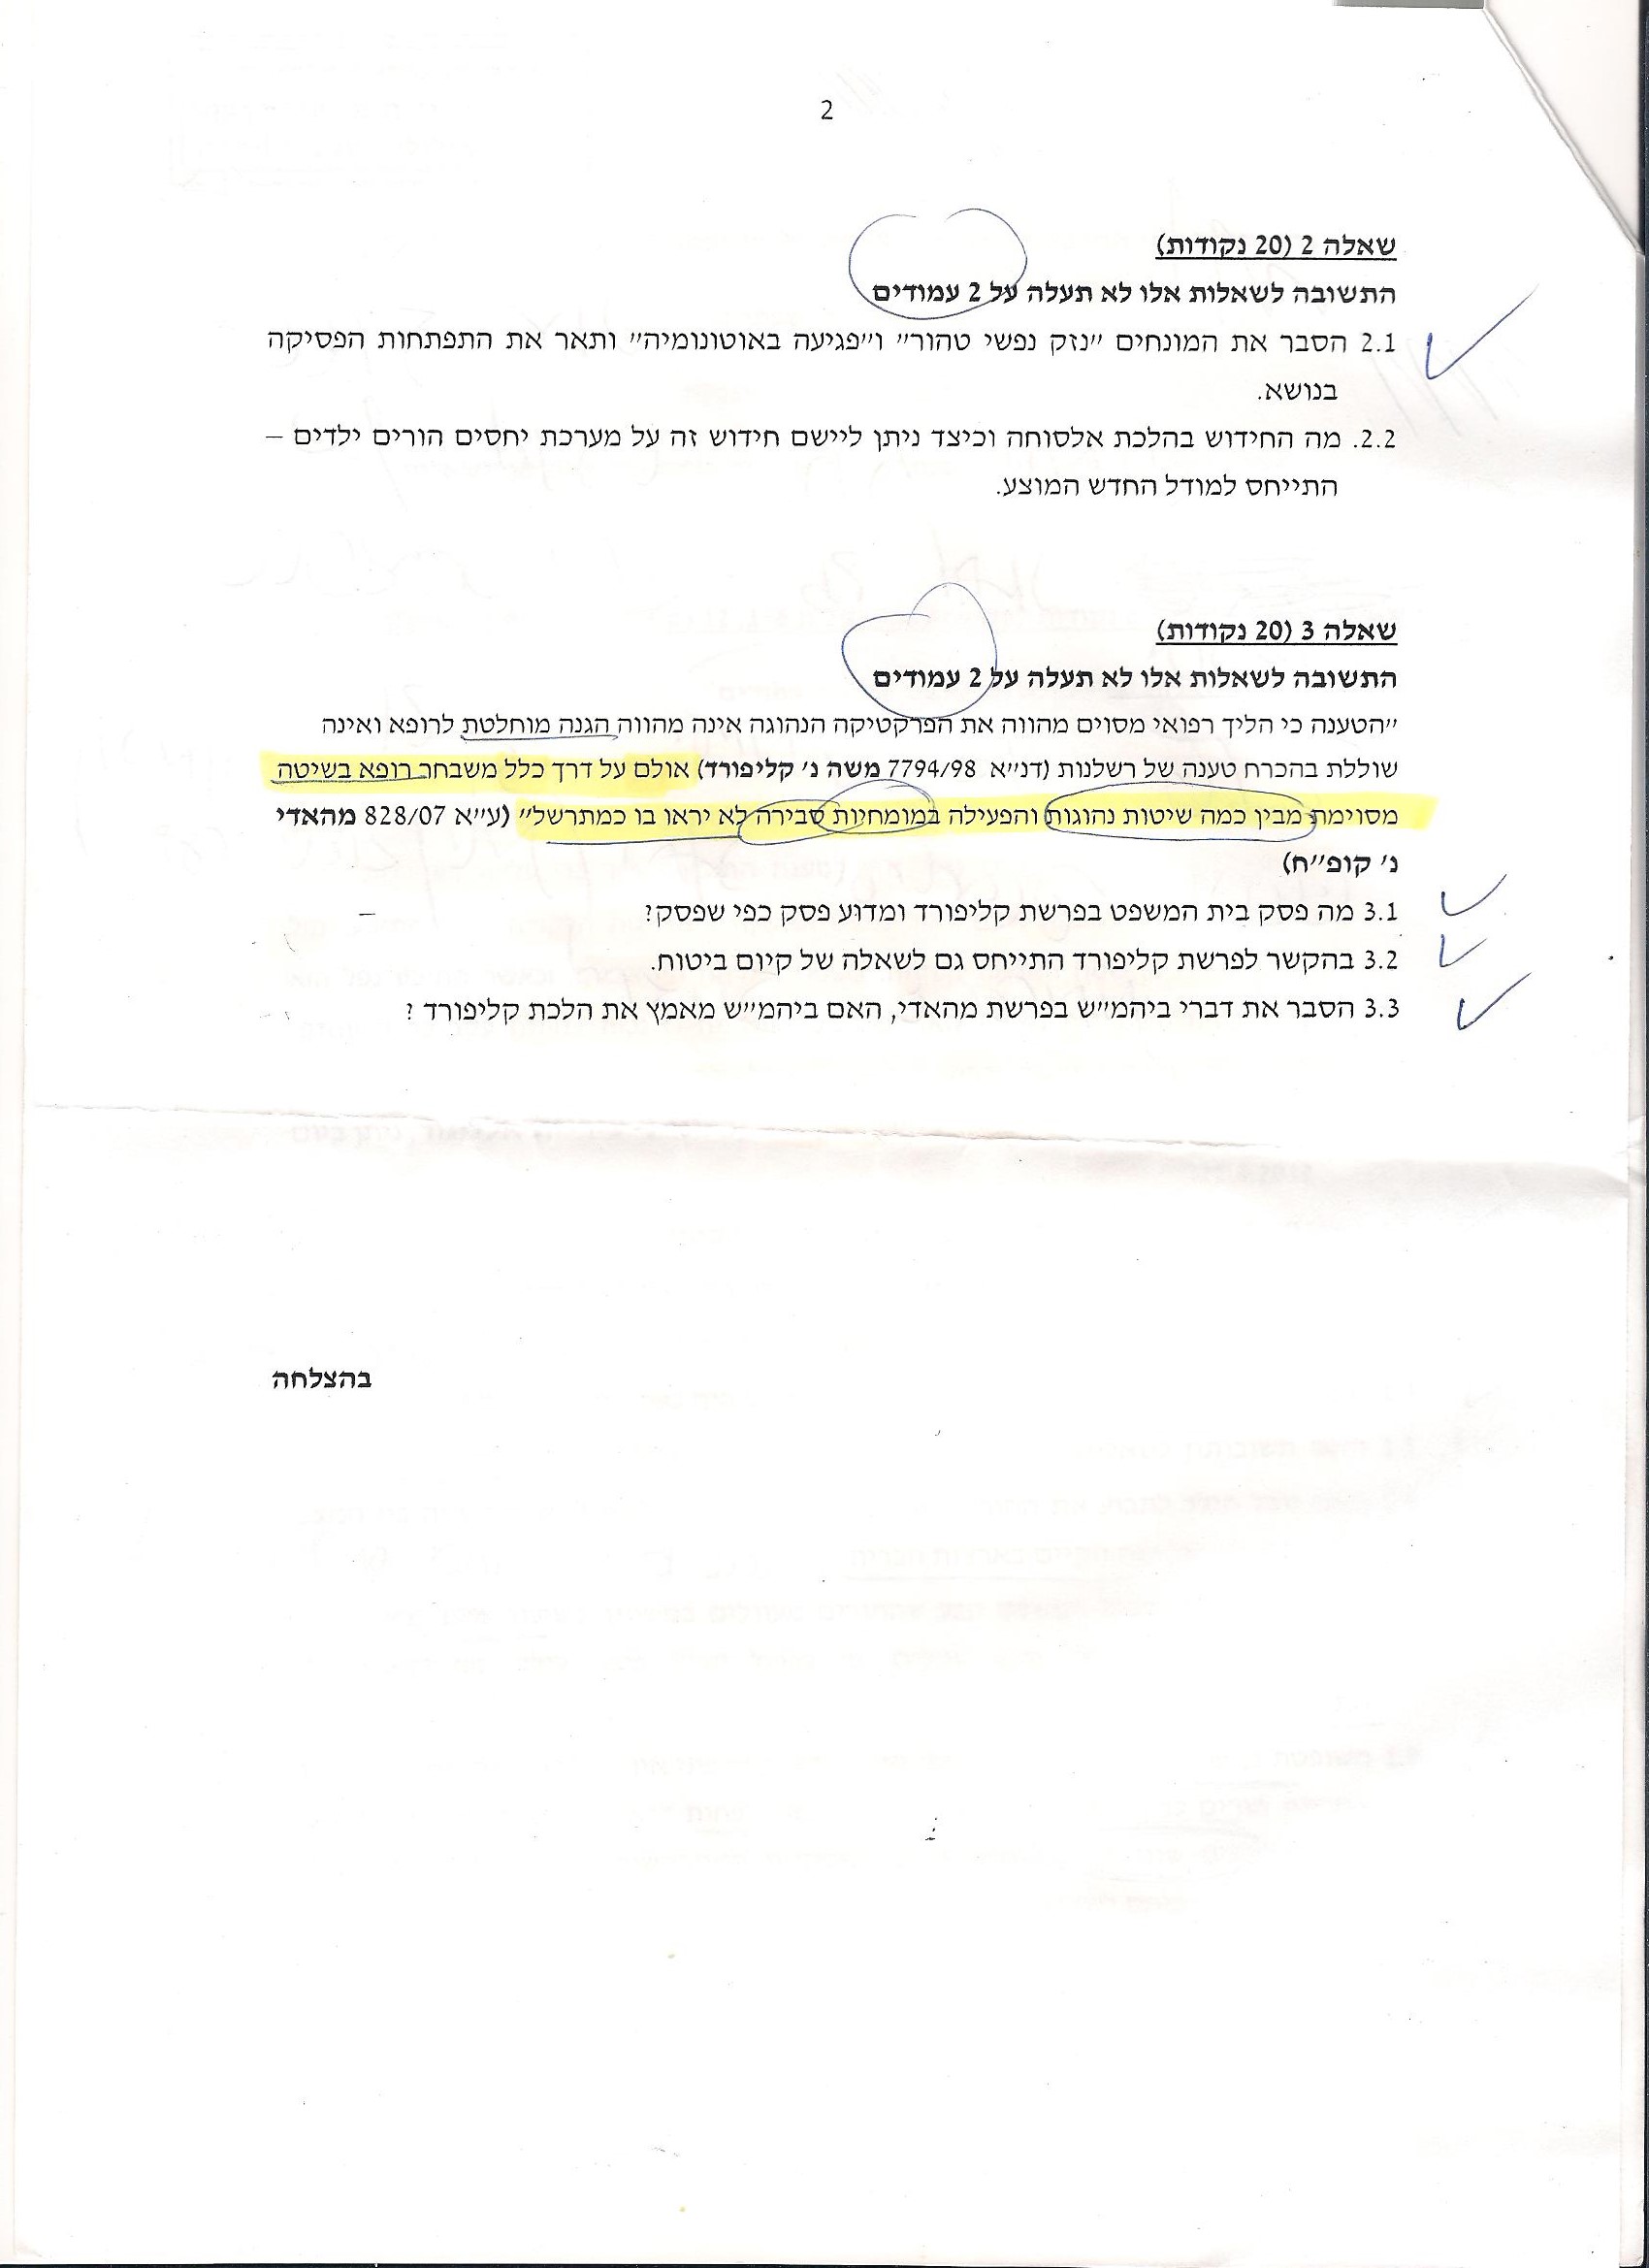 2
שאלה 2 (20 נקודות)
התשובה לשאלות אלו לא תעלה על 2 עמודים
2.1 הסבר את המונחים "נזק נפשי טהור" ו"פגיעה באוטונומיה" ותאר את התפתחות הפסיקה
בנושא.
2.2. מה החידוש בהלכת אלסוחה וכיצד ניתן ליישם חידוש זה על מערכת יחסים הורים ילדים –
התייחס למודל החדש המוצע.
שאלה 3 (20 נקודות)
התשובה לשאלות אלו לא תעלה על 2 עמודים
"הטענה כי הליך רפואי מסוים מהווה את הפרקטיקה הנהוגה אינה מהווה הגנה מוחלטת לרופא ואינה
שוללת בהכרח טענה של רשלנות (דנ"א 7794/98 משה נ' קליפורד) אולם על דרך כלל משבחר רופא בשיטה
מסוימת מבין כמה שיטות נהוגות והפעילה במומחיות סבירה לא יראו בו כמתרשל" (ע"א 828/07 מהאדי
נ' קופ"ח)
3.1 מה פסק בית המשפט בפרשת קליפורד ומדוע פסק כפי שפסק?
3.2 בהקשר לפרשת קליפורד התייחס גם לשאלה של קיום ביטוח.
3.3 הסבר את דברי ביהמ"ש בפרשת מהאדי, האם ביהמ"ש מאמץ את הלכת קליפורד ?
בהצלחה